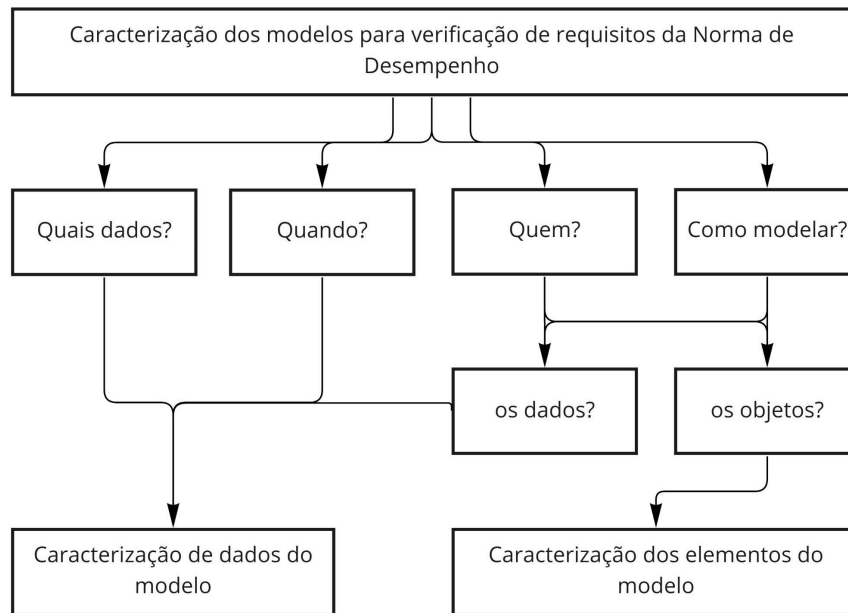 Caracterização dos modelos para verificação de requisitos da Norma de
Desempenho
Quais dados?
Quando?
Quem?
Como modelar?
os dados?
os objetos?
Caracterização de dados do
modelo
Caracterização dos elementos do
modelo